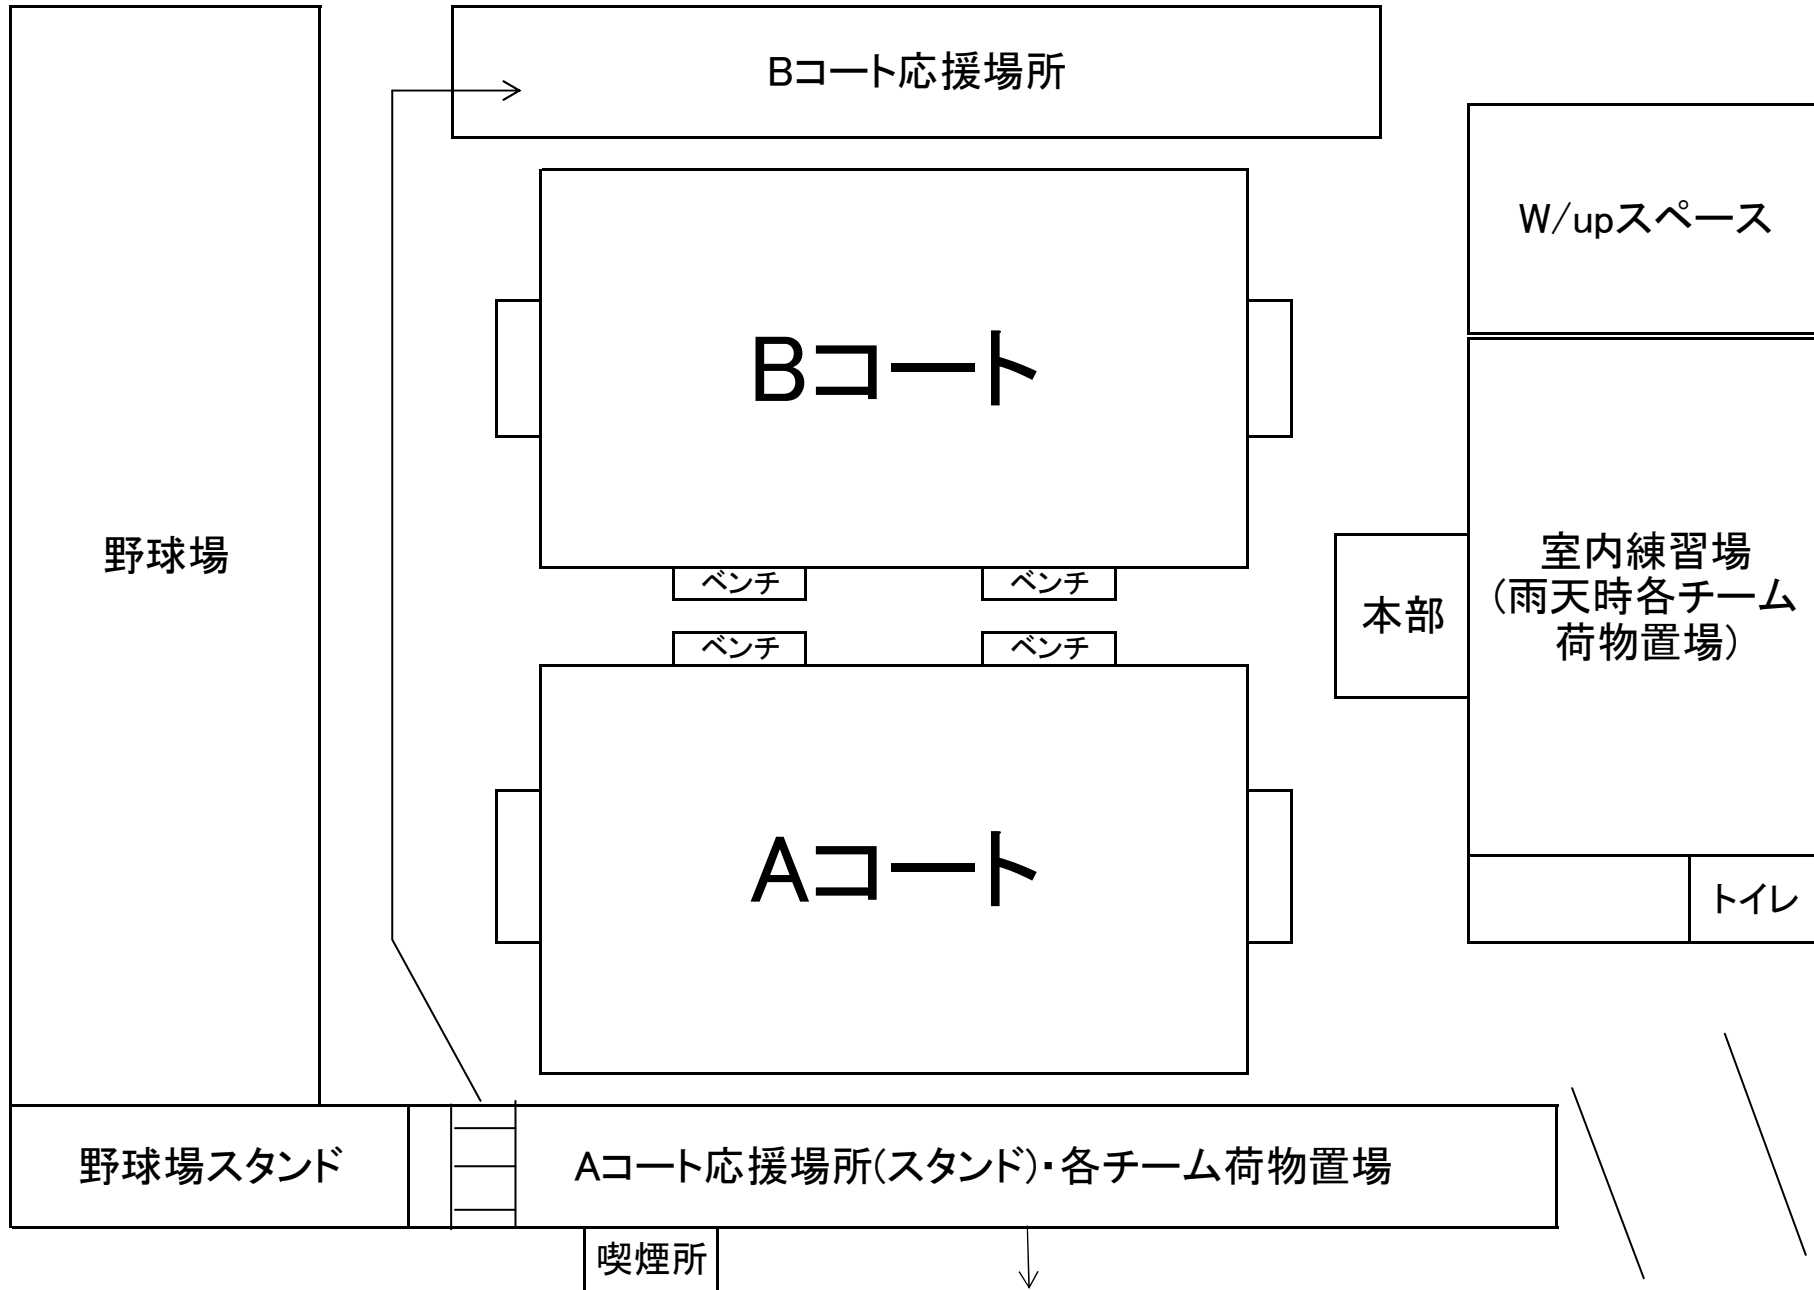 Bコート応援場所
W/upスペース
Bコート
野球場
室内練習場
(雨天時各チーム
荷物置場)
本部
ベンチ
ベンチ
ベンチ
ベンチ
Aコート
トイレ
野球場スタンド
Aコート応援場所(スタンド)・各チーム荷物置場
喫煙所